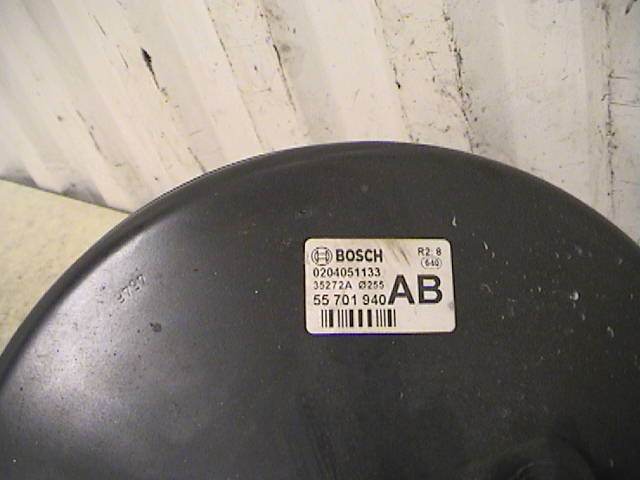 BOSCH R2.8
0204051133 640
35272A Ø255
55 701 940 AB